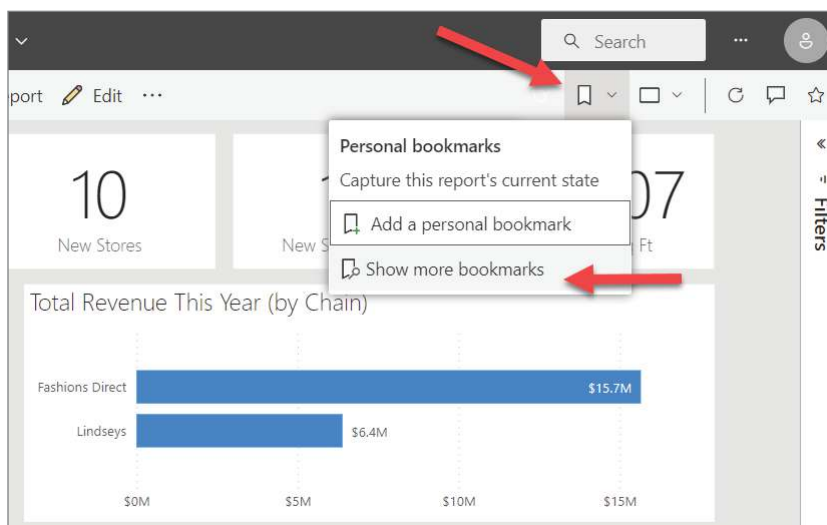 Search
port Edit
10
New Stores
New S
07
Ft
Personal bookmarks
Capture this report's current state
Add a personal bookmark
Show more bookmarks
Filters
Total Revenue This Year (by Chain)
Fashions Direct $15.7M
Lindseys $6.4M
$0M $5M $10M $15M